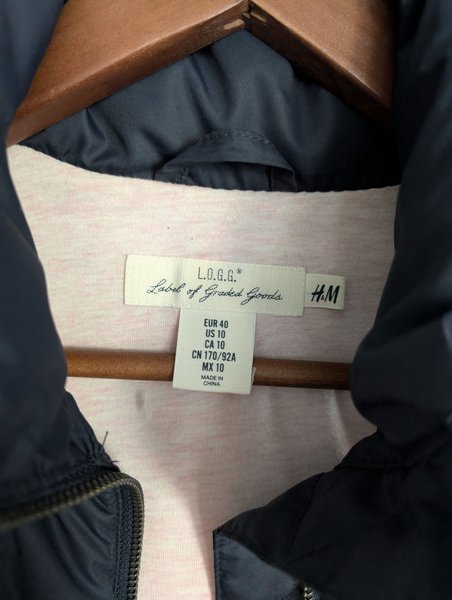 L.O.G.G.®
Label of Graded Goods
H&M
EUR 40
US 10
CA 10
CN 170/92A
MX 10
MADE IN
CHINA